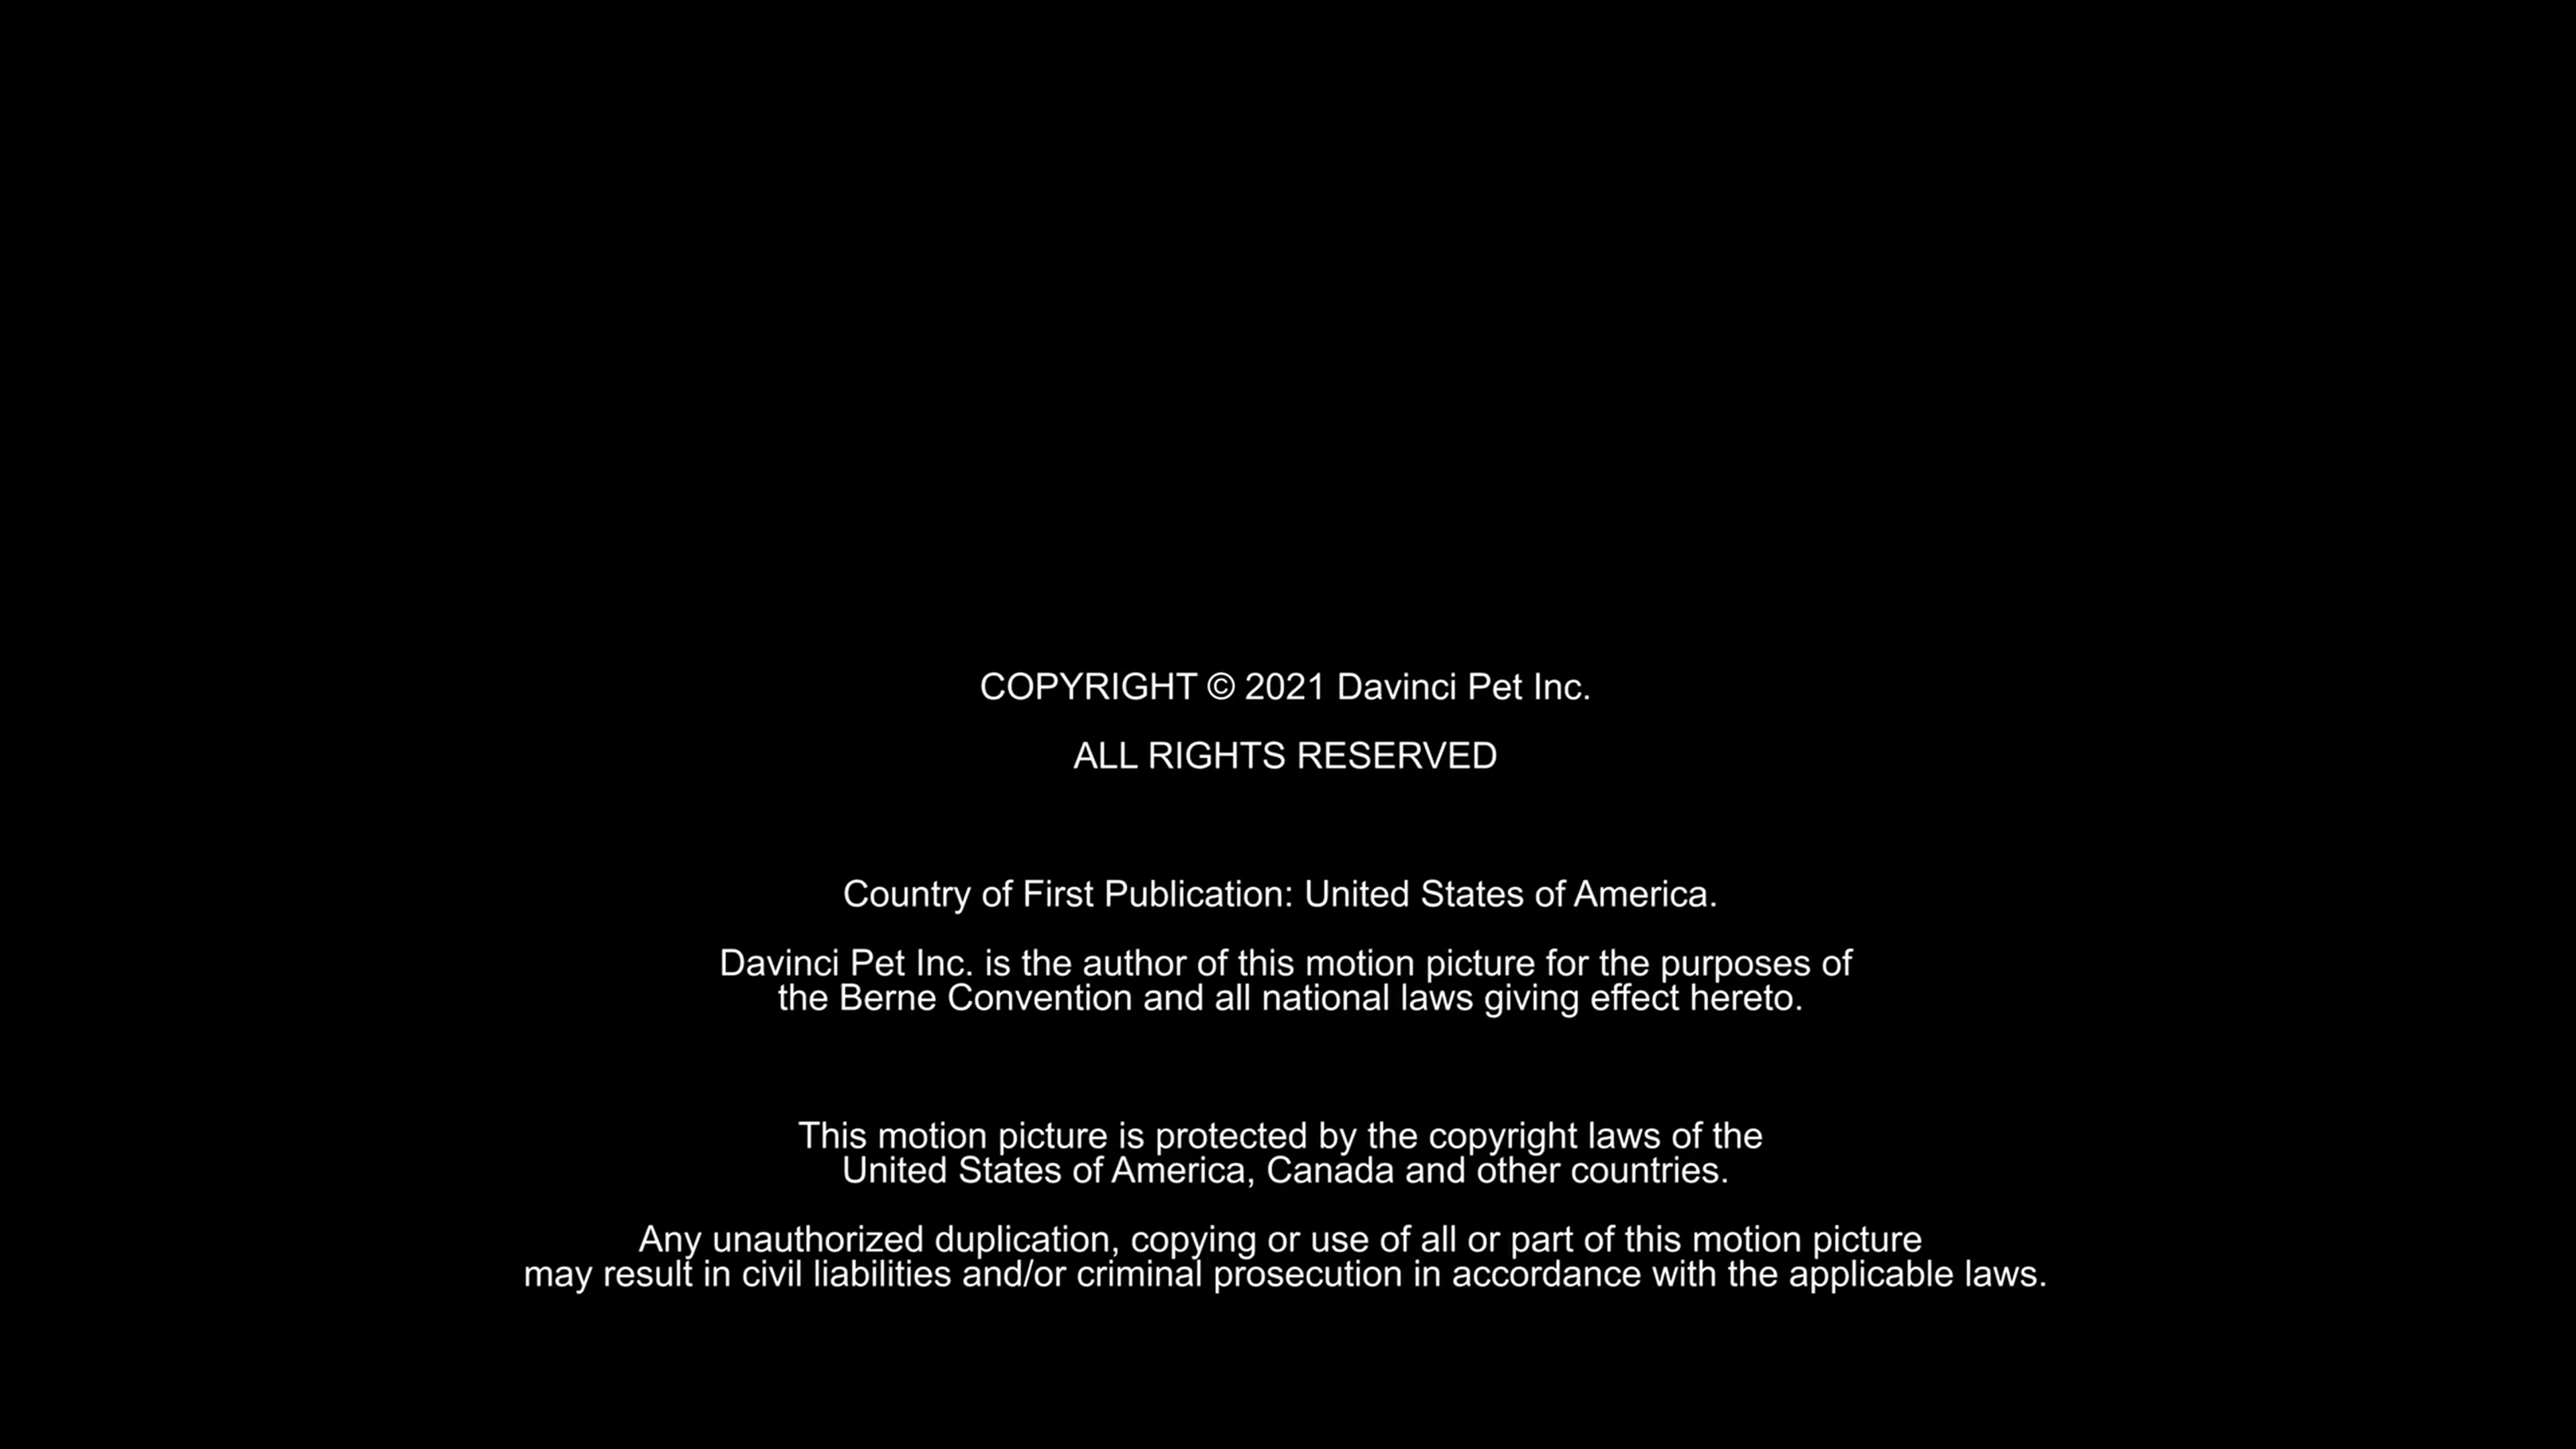 COPYRIGHT © 2021 Davinci Pet Inc.
ALL RIGHTS RESERVED
Country of First Publication: United States of America.
Davinci Pet Inc. is the author of this motion picture for the purposes of
the Berne Convention and all national laws giving effect hereto.
This motion picture is protected by the copyright laws of the
United States of America, Canada and other countries.
Any unauthorized duplication, copying or use of all or part of this motion picture
may result in civil liabilities and/or criminal prosecution in accordance with the applicable laws.